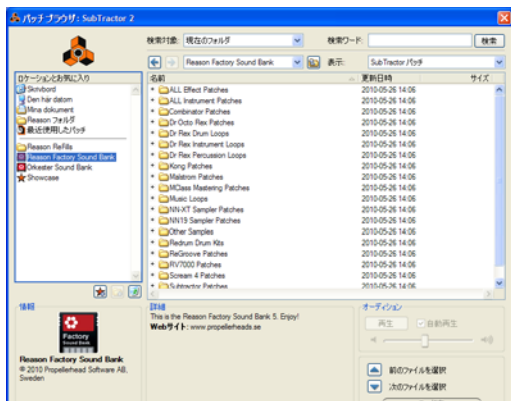 パッチ ブラウザ: SubTractor 2
検索対象: 現在のフォルダ 検索ワード: 検索
Reason Factory Sound Bank 表示: SubTractor パッチ
ロケーションとお気に入り
Skrivbord
Den här datorn
Mina dokument
Reason フォルダ
最近使用したパッチ
Reason ReFills
Reason Factory Sound Bank
Orkester Sound Bank
Showcase
名前 更新日時 サイズ
ALL Effect Patches 2010-05-26 14:06
ALL Instrument Patches 2010-05-26 14:06
Combinator Patches 2010-05-26 14:06
Dr Octo Rex Patches 2010-05-26 14:06
Dr Rex Drum Loops 2010-05-26 14:06
Dr Rex Instrument Loops 2010-05-26 14:06
Dr Rex Percussion Loops 2010-05-26 14:06
Kong Patches 2010-05-26 14:06
Malstrom Patches 2010-05-26 14:06
MClass Mastering Patches 2010-05-26 14:06
Music Loops 2010-05-26 14:06
NN-XT Sampler Patches 2010-05-26 14:06
NN19 Sampler Patches 2010-05-26 14:06
Other Samples 2010-05-26 14:06
Redrum Drum Kits 2010-05-26 14:06
ReGroove Patches 2010-05-26 14:06
RV7000 Patches 2010-05-26 14:06
Scream 4 Patches 2010-05-26 14:06
Subtractor Patches 2010-05-26 14:06
情報
Factory
Sound Bank
Reason Factory Sound Bank
© 2010 Propellerhead Software AB,
Sweden
詳細
This is the Reason Factory Sound Bank 5. Enjoy!
Webサイト: www.propellerheads.se
オーディション
再生 自動再生
前のファイルを選択
次のファイルを選択